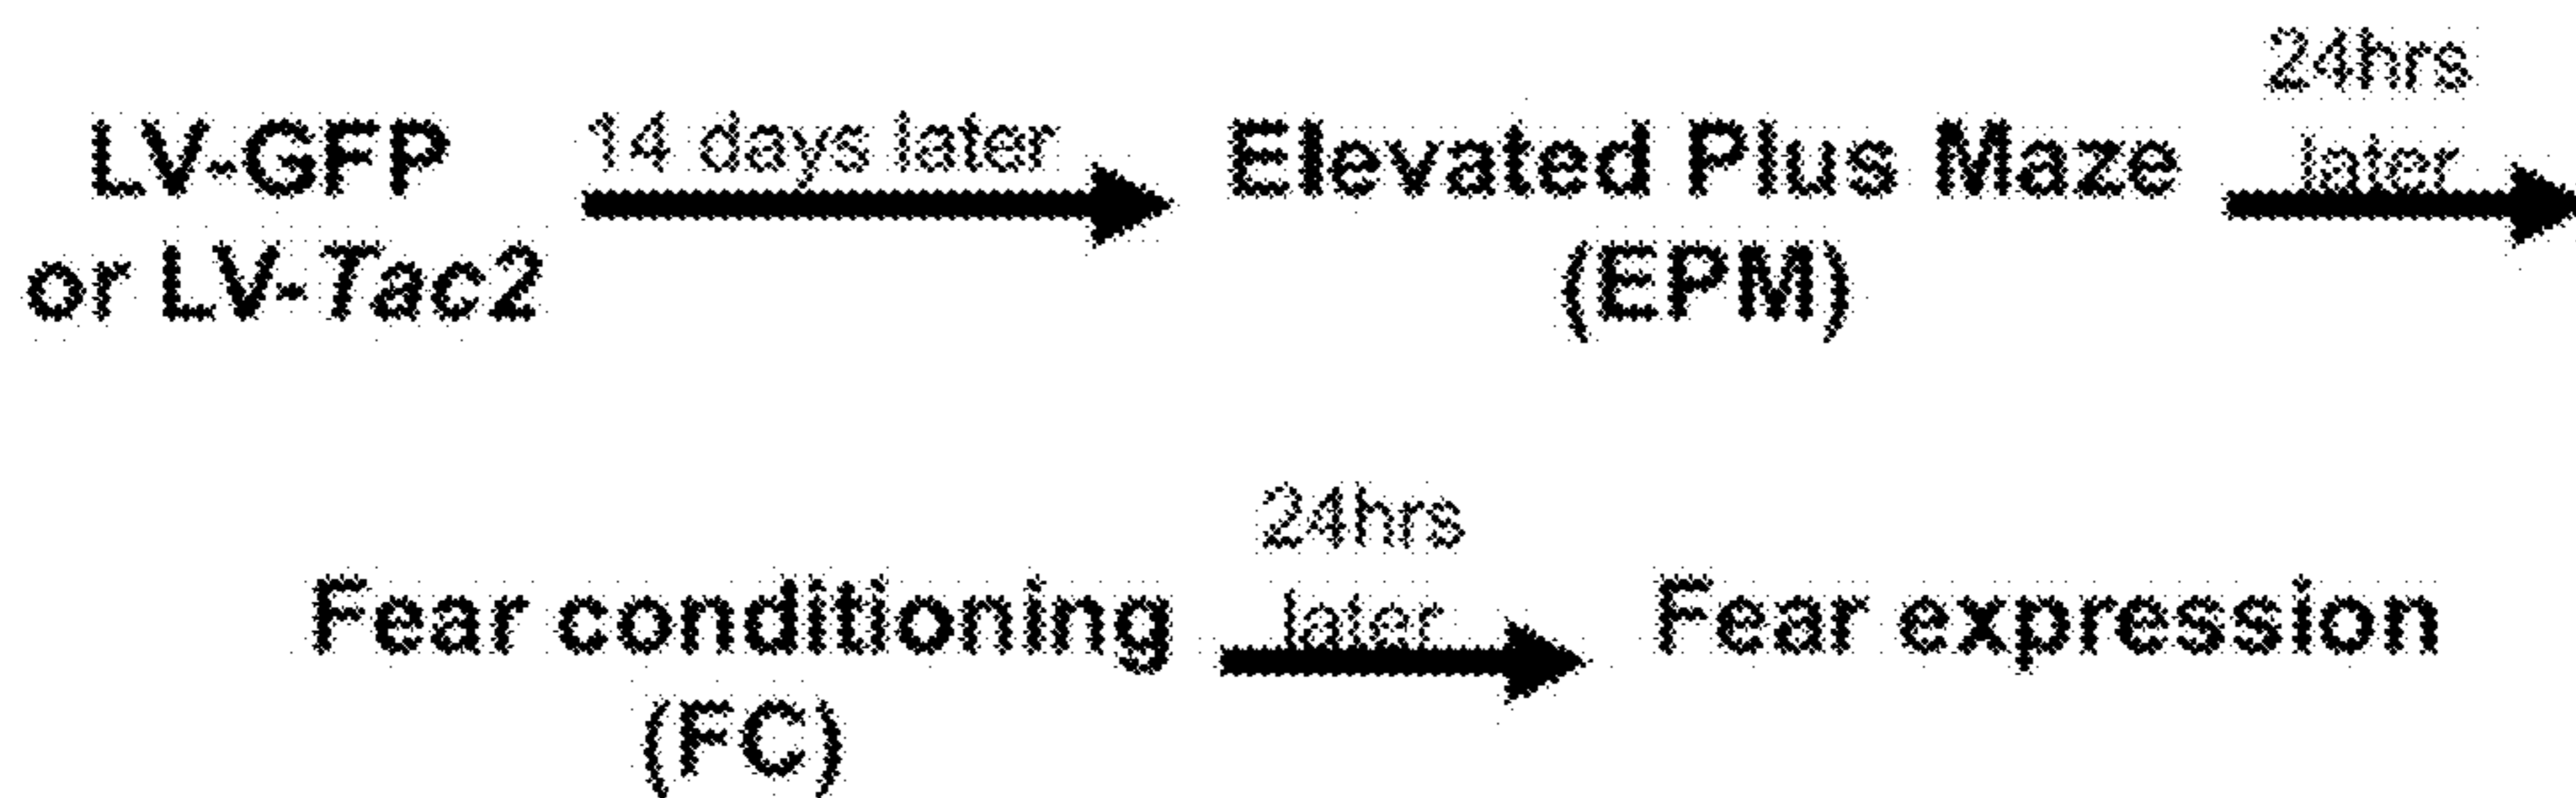 LV-GFP
or LV-Tac2
14 days later
Elevated Plus Maze
(EPM)
24hrs
later
Fear conditioning
(FC)
24hrs
later
Fear expression